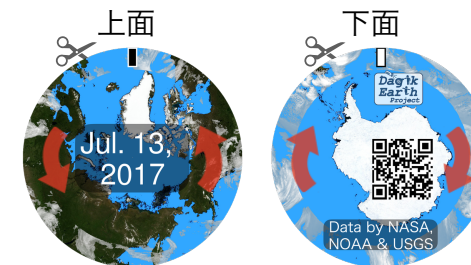 上面
下面
Jul. 13,
2017
Dagik
Earth
Project
Data by NASA,
NOAA & USGS